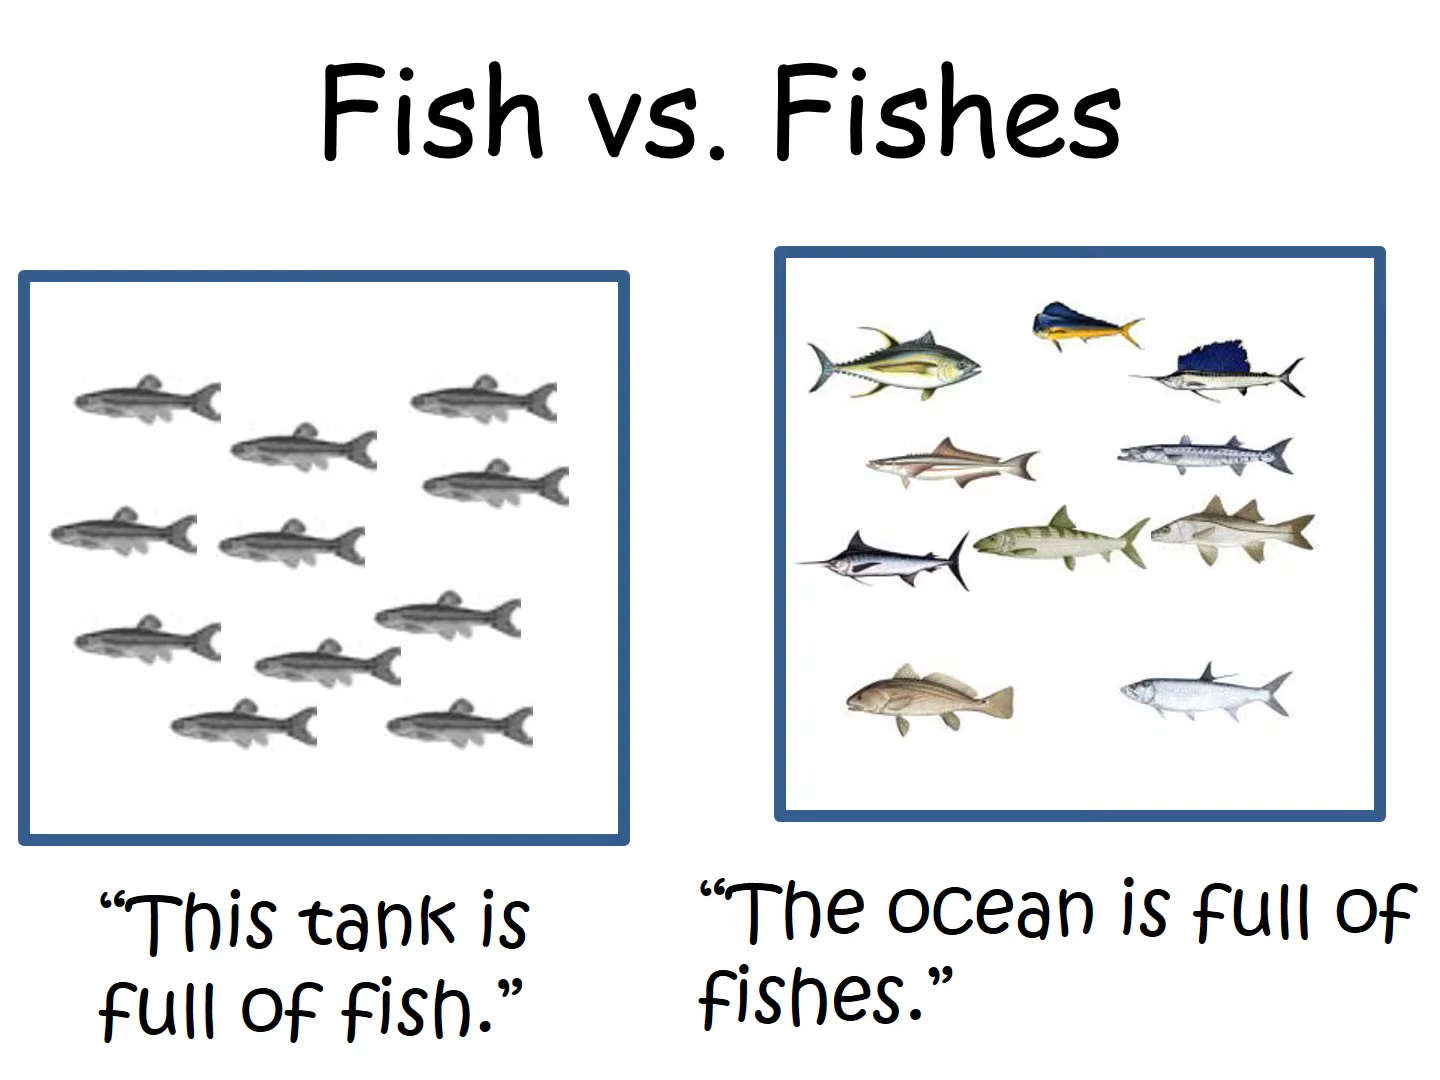 Fish vs. Fishes
“This tank is
full of fish.”
“The ocean is full of
fishes.”